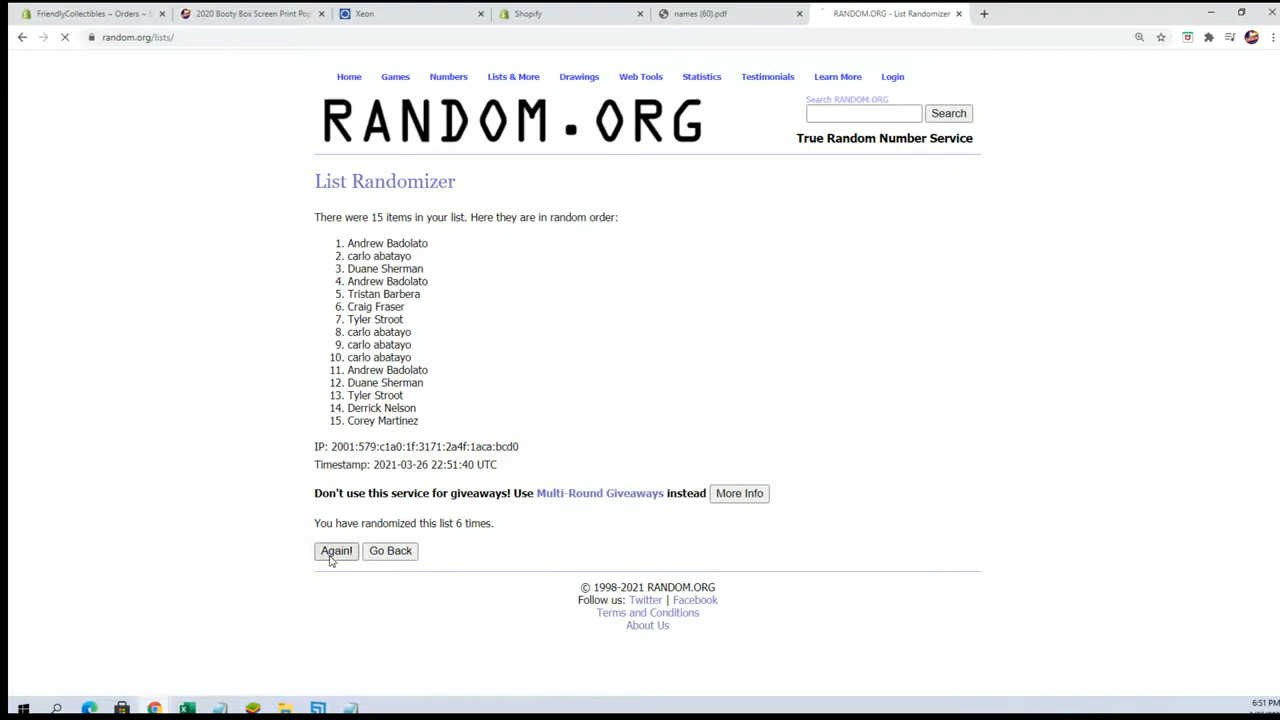 FriendlyCollectibles ~ Orders ~ S
2020 Booty Box Screen Print Pop
Xeon
Shopify
names (60).pdf
RANDOM.ORG - List Randomizer
random.org/lists/
Home Games Numbers Lists & More Drawings Web Tools Statistics Testimonials Learn More Login
RANDOM.ORG
Search RANDOM.ORG
Search
True Random Number Service
List Randomizer
There were 15 items in your list. Here they are in random order:
1. Andrew Badolato
2. carlo abatayo
3. Duane Sherman
4. Andrew Badolato
5. Tristan Barbera
6. Craig Fraser
7. Tyler Stroot
8. carlo abatayo
9. carlo abatayo
10. carlo abatayo
11. Andrew Badolato
12. Duane Sherman
13. Tyler Stroot
14. Derrick Nelson
15. Corey Martinez
IP: 2001:579:c1a0:1f:3171:2a4f:1aca:bcd0
Timestamp: 2021-03-26 22:51:40 UTC
Don't use this service for giveaways! Use Multi-Round Giveaways instead More Info
You have randomized this list 6 times.
Again! Go Back
© 1998-2021 RANDOM.ORG
Follow us: Twitter | Facebook
Terms and Conditions
About Us
6:51 PM